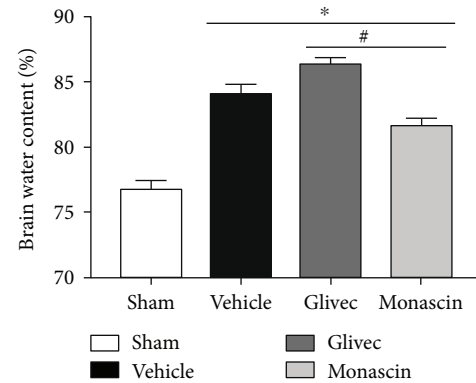 Brain water content (%)
90
85
80
75
70
*
#
Sham Vehicle Glivec Monascin
Sham Glivec
Vehicle Monascin